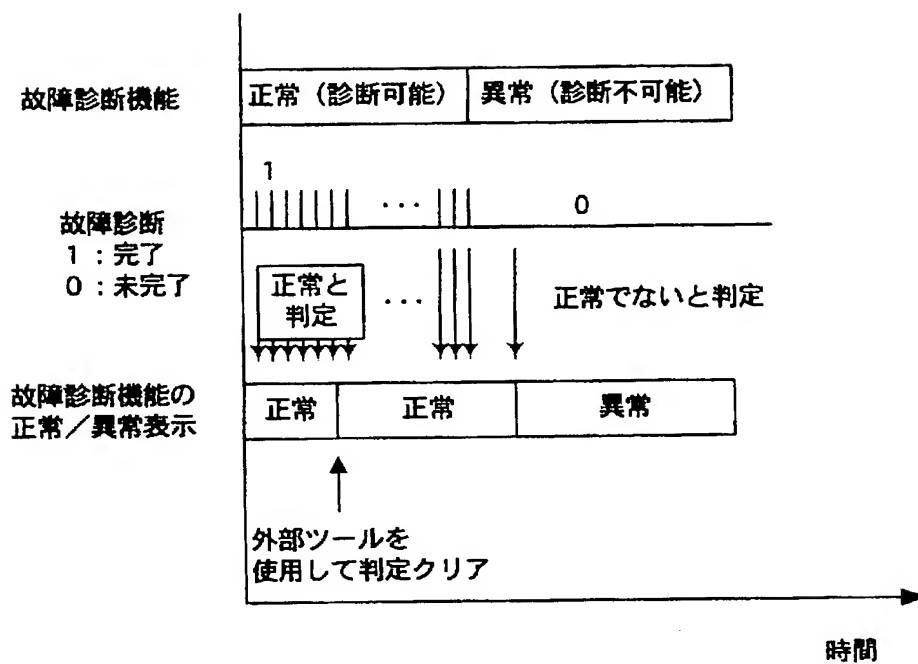 故障診断機能
正常（診断可能）
異常（診断不可能）
1
・・・
0
故障診断
1：完了
0：未完了
正常と
判定
・・・
正常でないと判定
故障診断機能の
正常／異常表示
正常
正常
異常
外部ツールを
使用して判定クリア
時間